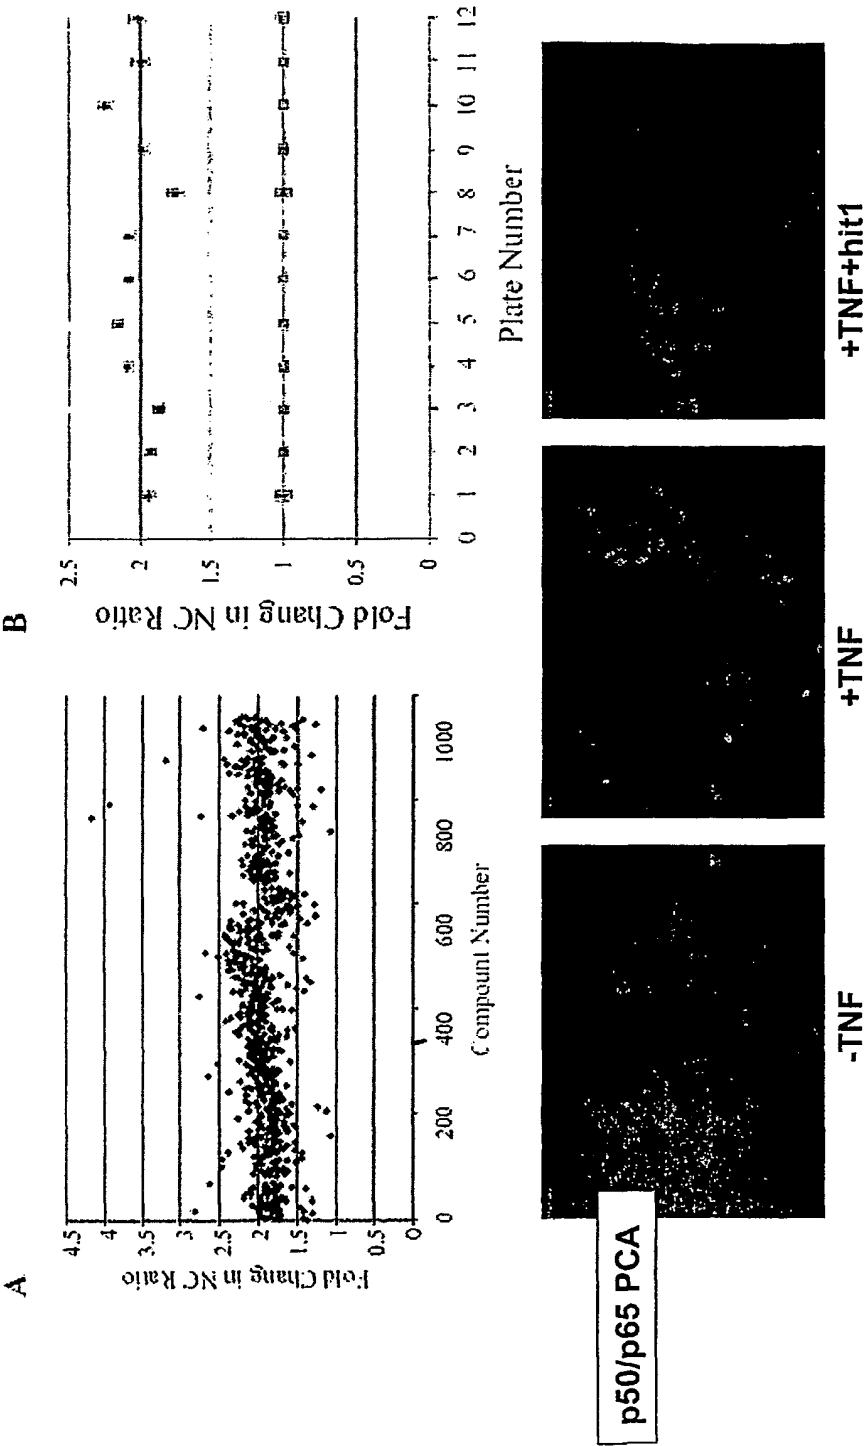 A
4.5
4
3.5
3
2.5
2
1.5
1
0.5
0
Fold Chang in NC Ratio
0 200 400 600 800 1000
Compound Number
B
2.5
2
1.5
1
0.5
0
Fold Chang in NC Ratio
0 1 2 3 4 5 6 7 8 9 10 11 12
Plate Number
p50/p65 PCA
-TNF
+TNF
+TNF+hit1